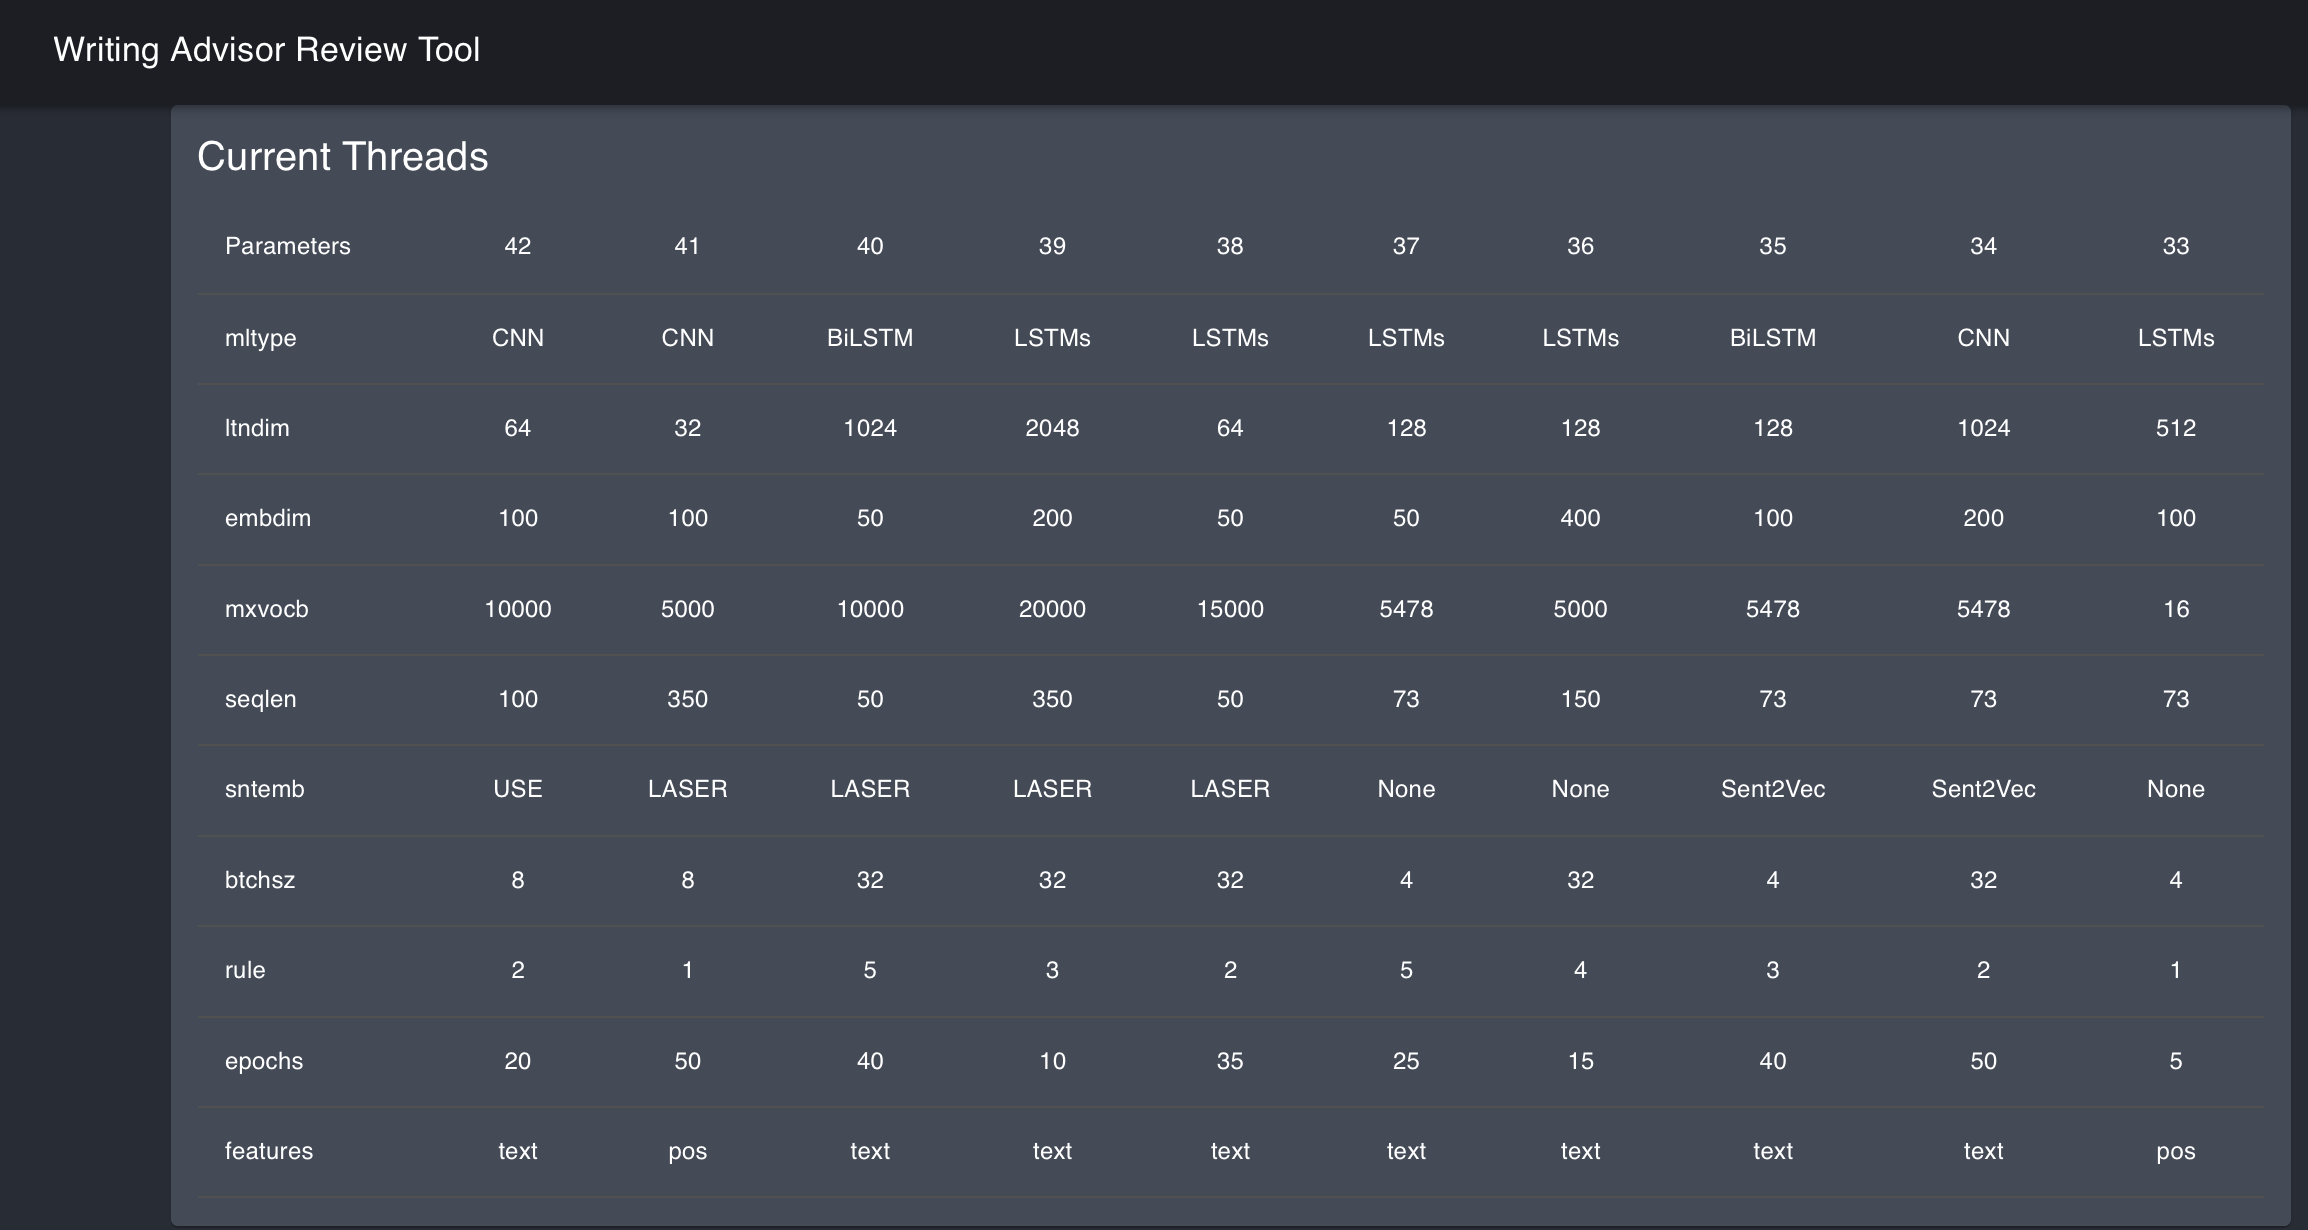 Writing Advisor Review Tool
Current Threads
Parameters 42 41 40 39 38 37 36 35 34 33
mltype CNN CNN BiLSTM LSTMs LSTMs LSTMs LSTMs BiLSTM CNN LSTMs
ltndim 64 32 1024 2048 64 128 128 128 1024 512
embdim 100 100 50 200 50 50 400 100 200 100
mxvocb 10000 5000 10000 20000 15000 5478 5000 5478 5478 16
seqlen 100 350 50 350 50 73 150 73 73 73
sntemb USE LASER LASER LASER LASER None None Sent2Vec Sent2Vec None
btchsz 8 8 32 32 32 4 32 4 32 4
rule 2 1 5 3 2 5 4 3 2 1
epochs 20 50 40 10 35 25 15 40 50 5
features text pos text text text text text text text pos